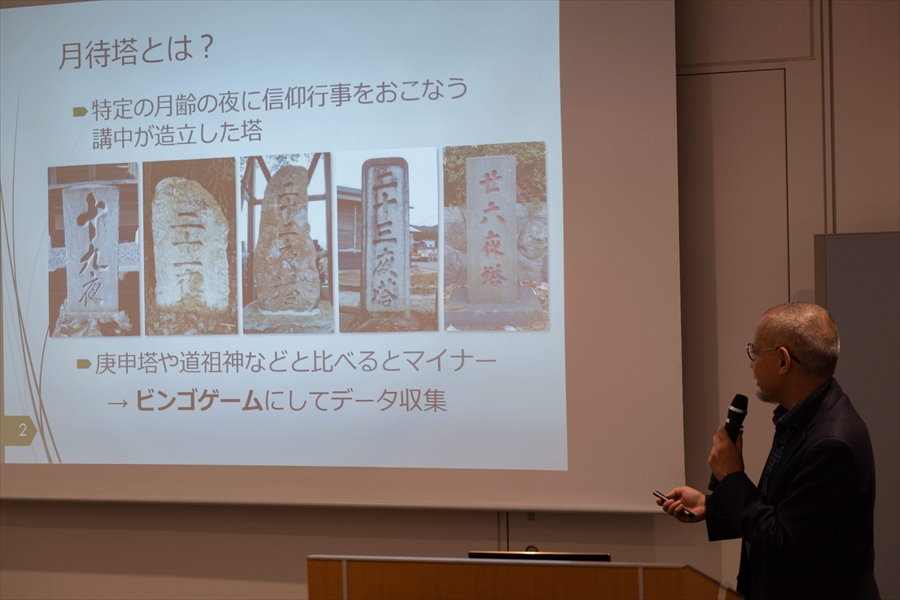 月待塔とは？
特定の月齢の夜に信仰行事をおこなう
講中が造立した塔
十九夜
二十一夜
二十二夜塔
二十三夜塔
廿六夜塔
庚申塔や道祖神などと比べるとマイナー
→ ビンゴゲームにしてデータ収集
2